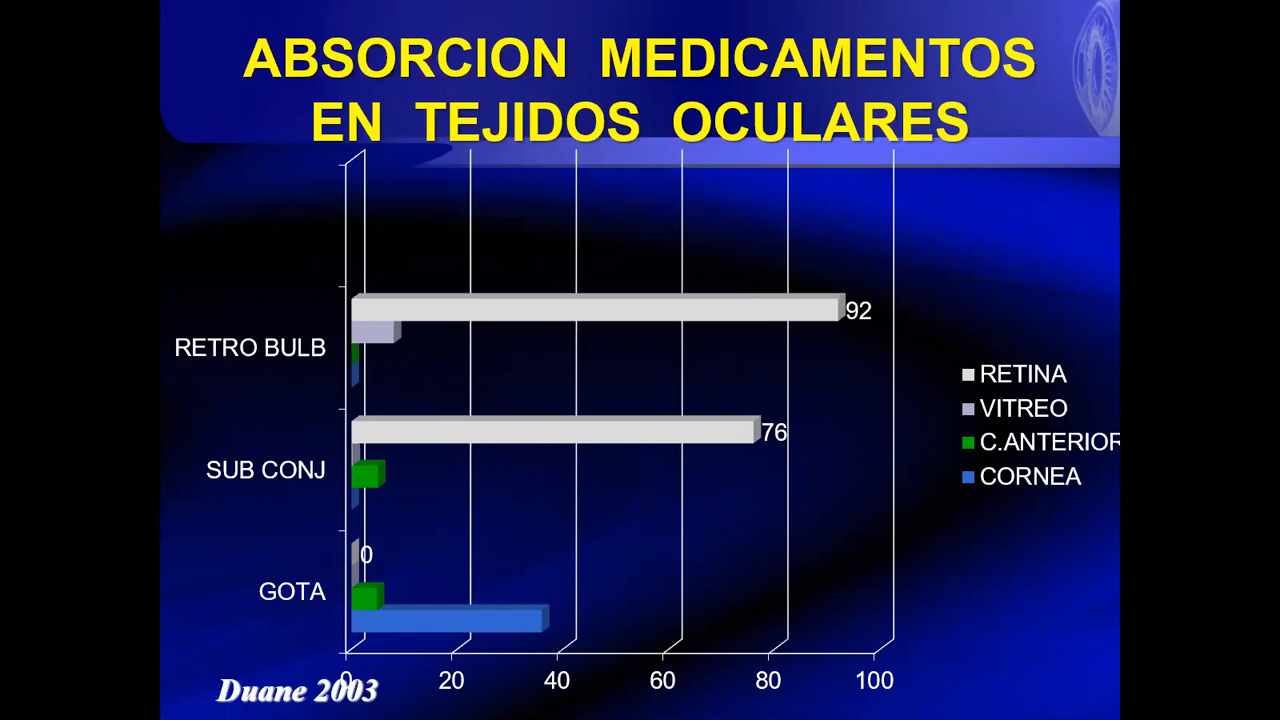 ABSORCION MEDICAMENTOS
EN TEJIDOS OCULARES
92
RETRO BULB
76
SUB CONJ
0
GOTA
RETINA
VITREO
C.ANTERIOR
CORNEA
0 20 40 60 80 100
Duane 2003